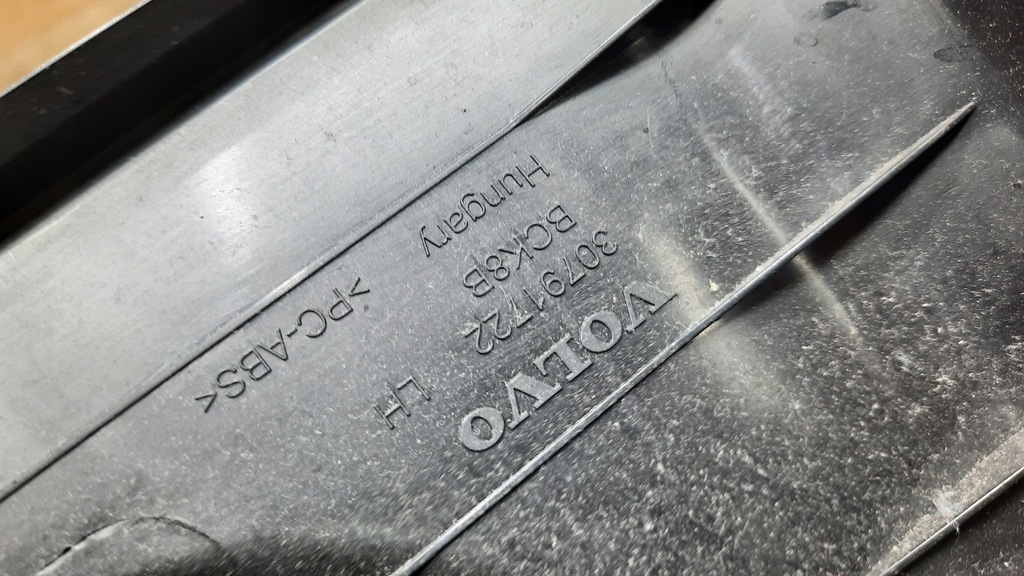 VOLVO
30791722 LH
BCK8B
Hungary >PC-ABS<